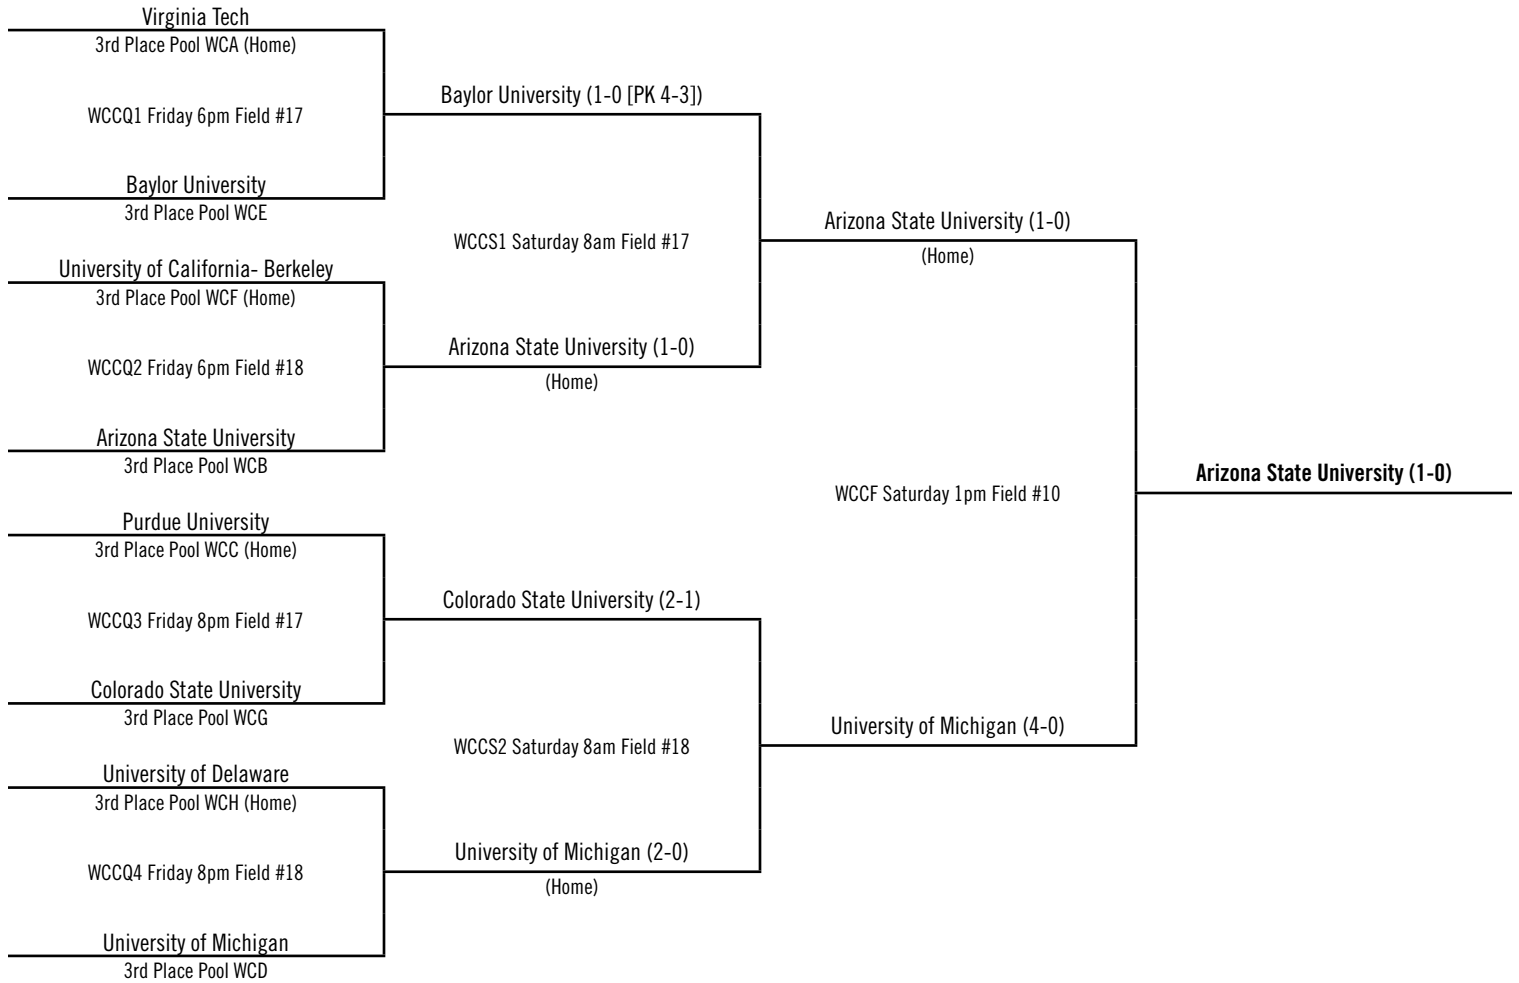 Virginia Tech
3rd Place Pool WCA (Home)
WCCQ1 Friday 6pm Field #17
Baylor University
3rd Place Pool WCE
University of California- Berkeley
3rd Place Pool WCF (Home)
WCCQ2 Friday 6pm Field #18
Arizona State University
3rd Place Pool WCB
Purdue University
3rd Place Pool WCC (Home)
WCCQ3 Friday 8pm Field #17
Colorado State University
3rd Place Pool WCG
University of Delaware
3rd Place Pool WCH (Home)
WCCQ4 Friday 8pm Field #18
University of Michigan
3rd Place Pool WCD
Baylor University (1-0 [PK 4-3])
WCCS1 Saturday 8am Field #17
Arizona State University (1-0)
(Home)
Colorado State University (2-1)
WCCS2 Saturday 8am Field #18
University of Michigan (2-0)
(Home)
Arizona State University (1-0)
(Home)
WCCF Saturday 1pm Field #10
University of Michigan (4-0)
Arizona State University (1-0)